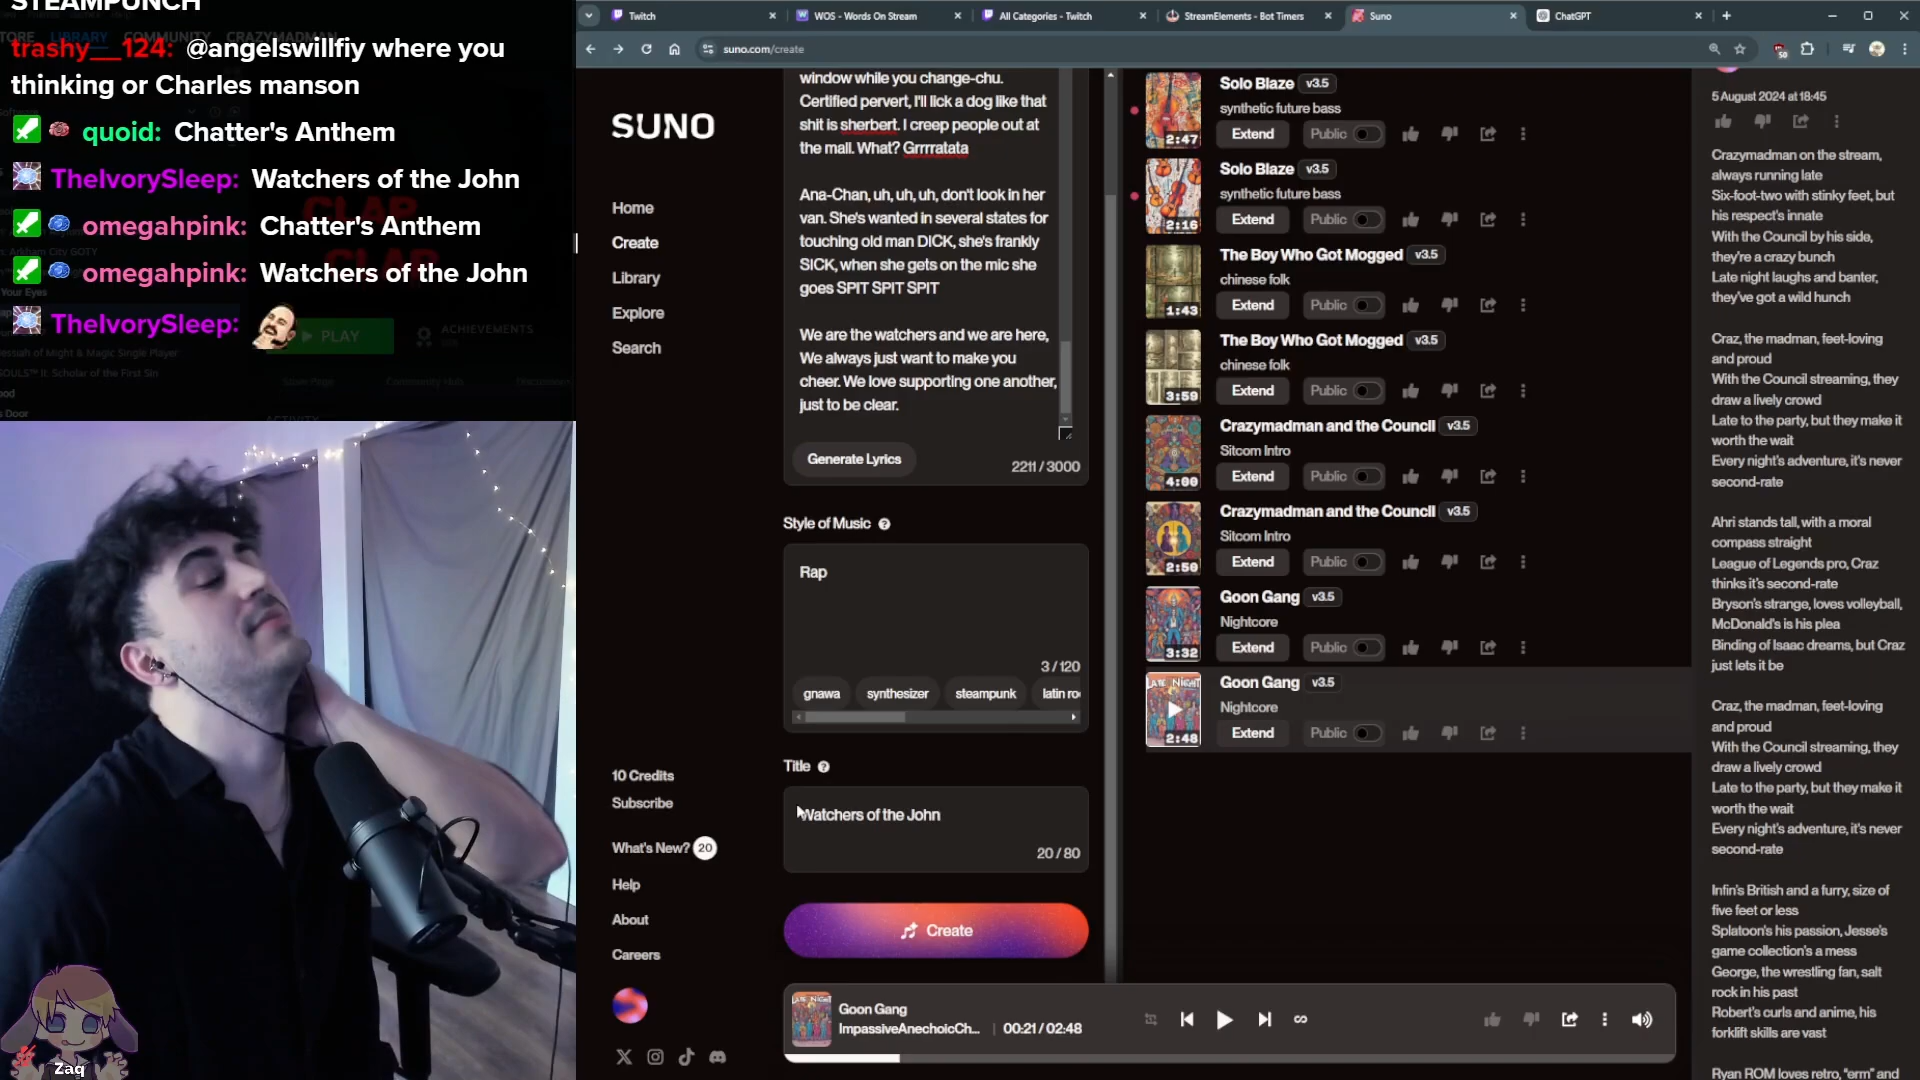 STEAMPUNCH
trashy__124: @angelswillfiy where you
thinking or Charles manson
quoid: Chatter's Anthem
TheIvorySleep: Watchers of the John
omegahpink: Chatter's Anthem
omegahpink: Watchers of the John
TheIvorySleep:
LIBRARY
COMMUNITY
CRAZYMADMAN
PLAY
ACHIEVEMENTS
Zaq
Twitch
WOS - Words On Stream
All Categories - Twitch
StreamElements - Bot Timers
Suno
ChatGPT
suno.com/create
50
SUNO
Home
Create
Library
Explore
Search
10 Credits
Subscribe
What's New? 20
Help
About
Careers
window while you change-chu.
Certified pervert, I'll lick a dog like that
shit is sherbert. I creep people out at
the mall. What? Grrrratata
Ana-Chan, uh, uh, uh, don't look in her
van. She's wanted in several states for
touching old man DICK, she's frankly
SICK, when she gets on the mic she
goes SPIT SPIT SPIT
We are the watchers and we are here,
We always just want to make you
cheer. We love supporting one another,
just to be clear.
Generate Lyrics
2211 / 3000
Style of Music
Rap
3 / 120
gnawa
synthesizer
steampunk
latin ro
Title
Watchers of the John
20 / 80
Create
Solo Blaze v3.5
synthetic future bass
2:47
Extend
Public
Solo Blaze v3.5
synthetic future bass
2:16
Extend
Public
The Boy Who Got Mogged v3.5
chinese folk
1:43
Extend
Public
The Boy Who Got Mogged v3.5
chinese folk
3:59
Extend
Public
Crazymadman and the Council v3.5
Sitcom Intro
4:00
Extend
Public
Crazymadman and the Council v3.5
Sitcom Intro
2:50
Extend
Public
Goon Gang v3.5
Nightcore
3:32
Extend
Public
Goon Gang v3.5
Nightcore
LATE NIGHT
2:48
Extend
Public
Goon Gang
ImpassiveAnechoicCh...
00:21 / 02:48
5 August 2024 at 18:45
Crazymadman on the stream,
always running late
Six-foot-two with stinky feet, but
his respect's innate
With the Council by his side,
they're a crazy bunch
Late night laughs and banter,
they've got a wild hunch
Craz, the madman, feet-loving
and proud
With the Council streaming, they
draw a lively crowd
Late to the party, but they make it
worth the wait
Every night's adventure, it's never
second-rate
Ahri stands tall, with a moral
compass straight
League of Legends pro, Craz
thinks it's second-rate
Bryson's strange, loves volleyball,
McDonald's is his plea
Binding of Isaac dreams, but Craz
just lets it be
Craz, the madman, feet-loving
and proud
With the Council streaming, they
draw a lively crowd
Late to the party, but they make it
worth the wait
Every night's adventure, it's never
second-rate
Infin's British and a furry, size of
five feet or less
Splatoon's his passion, Jesse's
game collection's a mess
George, the wrestling fan, salt
rock in his past
Robert's curls and anime, his
forklift skills are vast
Ryan ROM loves retro, "erm" and